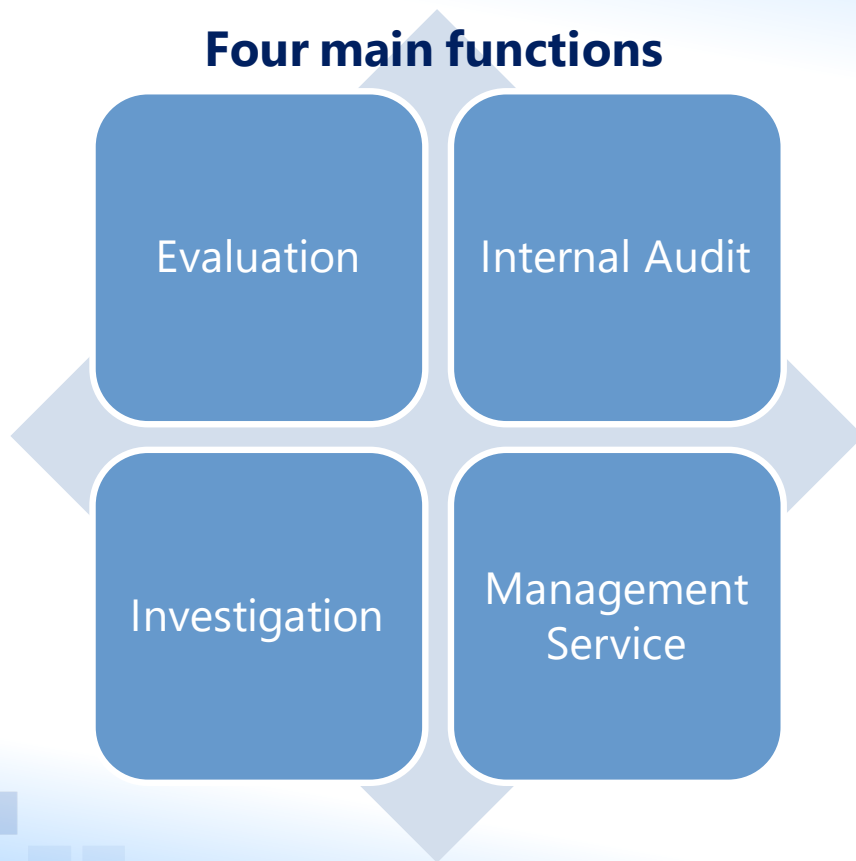 Four main functions
Evaluation
Internal Audit
Investigation
Management
Service